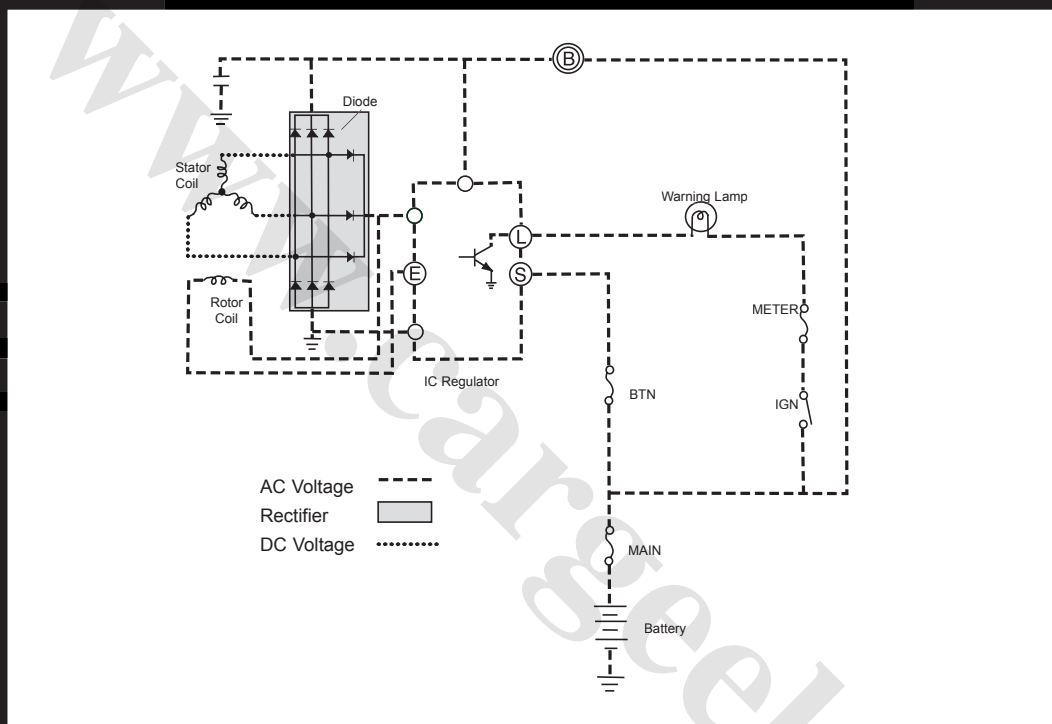 B
Diode
Stator
Coil
Warning Lamp
L
E
S
Rotor
Coil
METER
IC Regulator
BTN
IGN
AC Voltage
Rectifier
DC Voltage
MAIN
Battery
www.cargeek